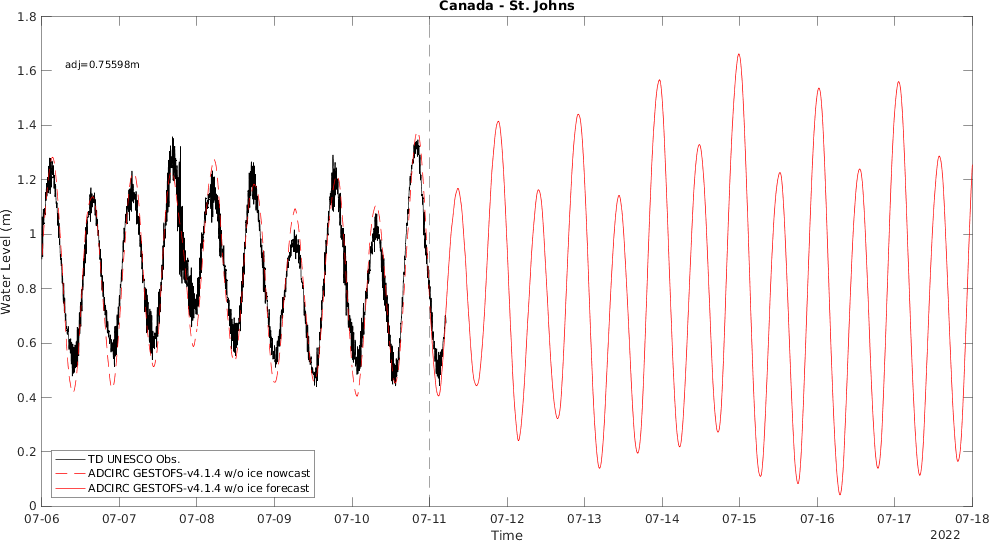 Canada - St. Johns
1.8
1.6
1.4
1.2
1
0.8
0.6
0.4
0.2
0
Water Level (m)
adj=0.75598m
TD UNESCO Obs.
ADCIRC GESTOFS-v4.1.4 w/o ice nowcast
ADCIRC GESTOFS-v4.1.4 w/o ice forecast
07-06 07-07 07-08 07-09 07-10 07-11 07-12 07-13 07-14 07-15 07-16 07-17 07-18
Time
2022